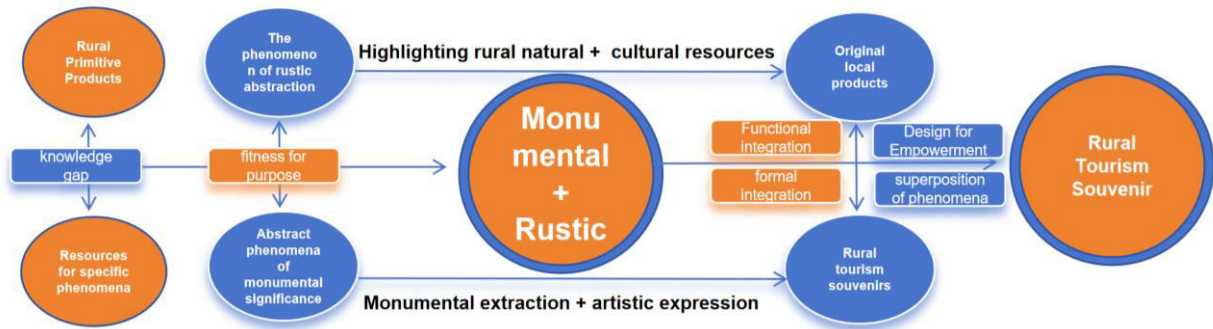 Rural
Primitive
Products
The
phenomeno
n of rustic
abstraction
Highlighting rural natural + cultural resources
Original
local
products
knowledge
gap
fitness for
purpose
Monu
mental
+
Rustic
Functional
integration
Design for
Empowerment
formal
integration
superposition
of phenomena
Rural
Tourism
Souvenir
Resources
for specific
phenomena
Abstract
phenomena
of
monumental
significance
Monumental extraction + artistic expression
Rural
tourism
souvenirs